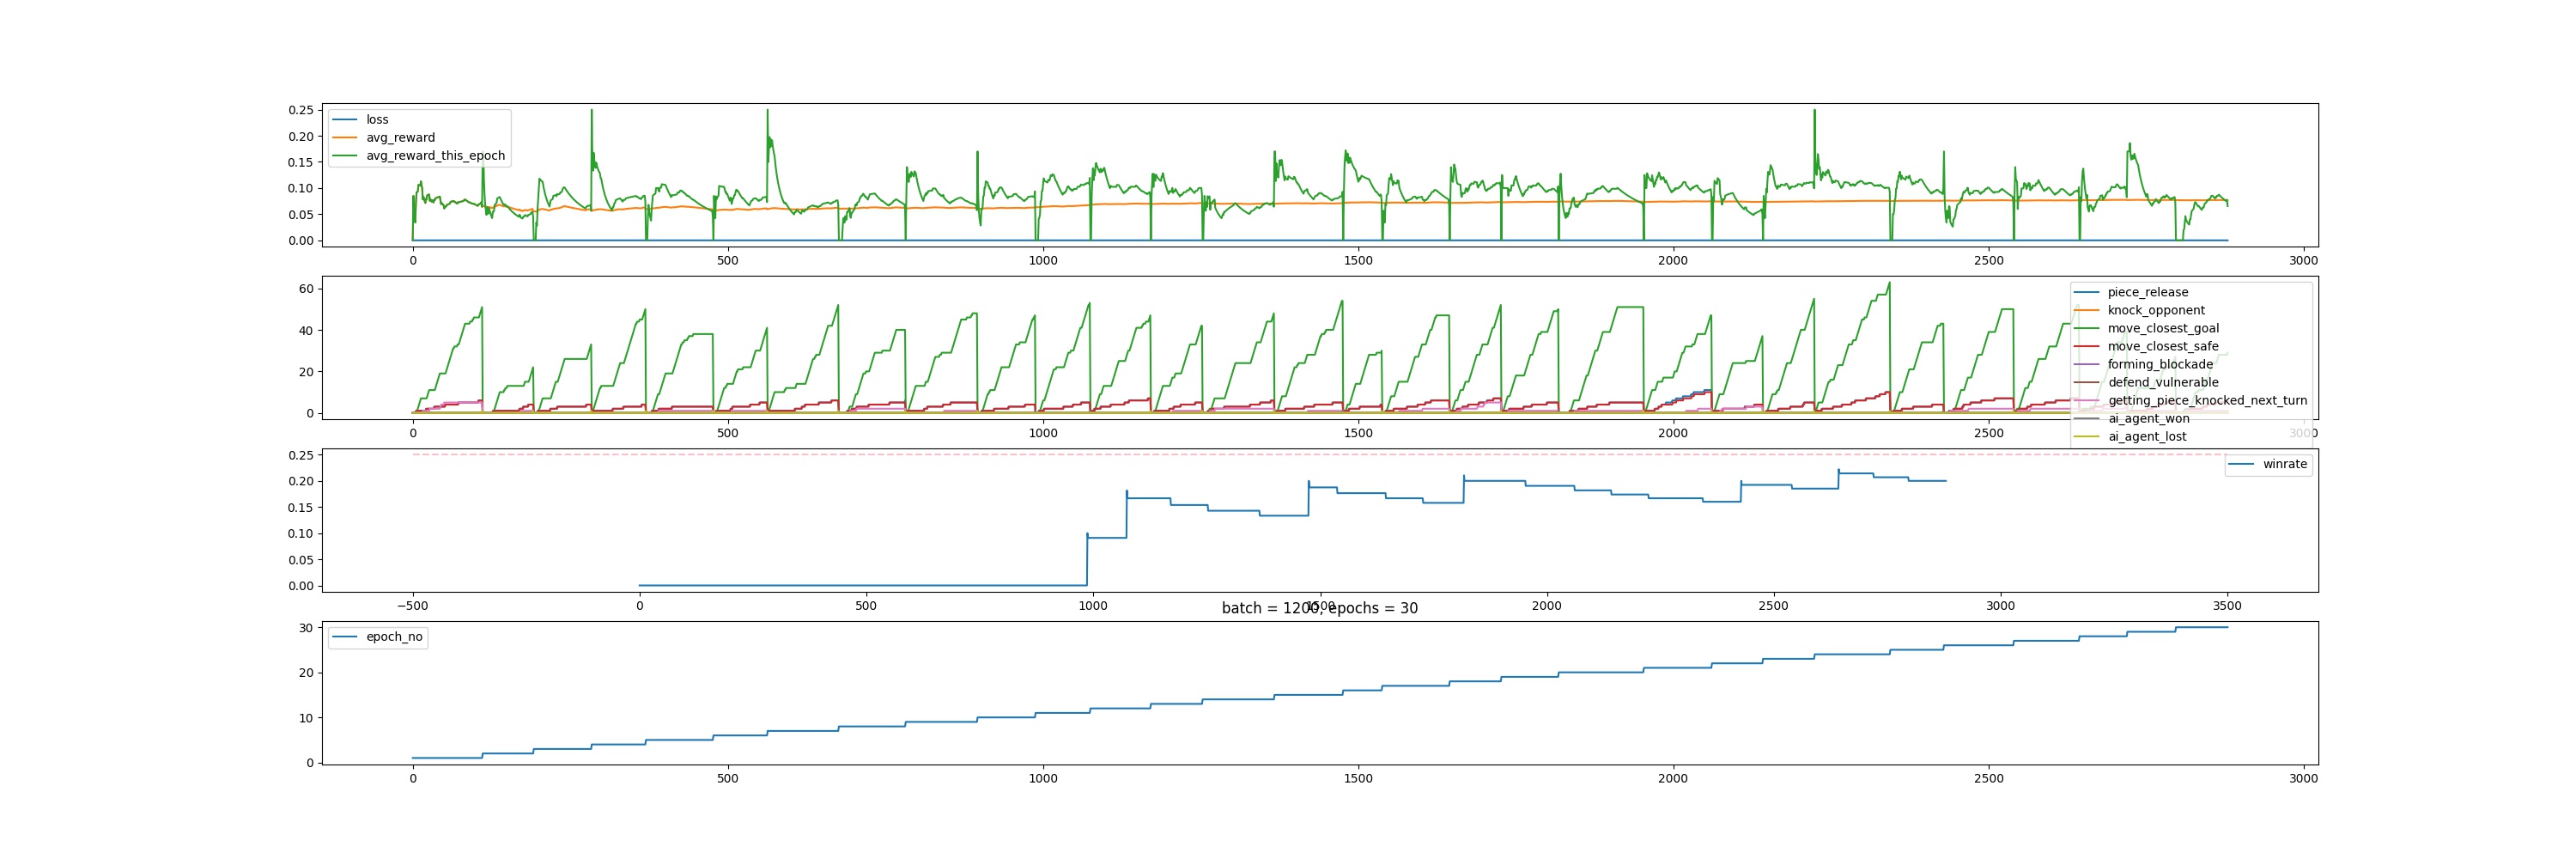 0.25
0.20
0.15
0.10
0.05
0.00
loss
avg_reward
avg_reward_this_epoch
0 500 1000 1500 2000 2500 3000
60
40
20
0
piece_release
knock_opponent
move_closest_goal
move_closest_safe
forming_blockade
defend_vulnerable
getting_piece_knocked_next_turn
ai_agent_won
ai_agent_lost
0 500 1000 1500 2000 2500 3000
0.25
0.20
0.15
0.10
0.05
0.00
winrate
−500 0 500 1000 1500 2000 2500 3000 3500
batch = 1200, epochs = 30
30
20
10
0
epoch_no
0 500 1000 1500 2000 2500 3000